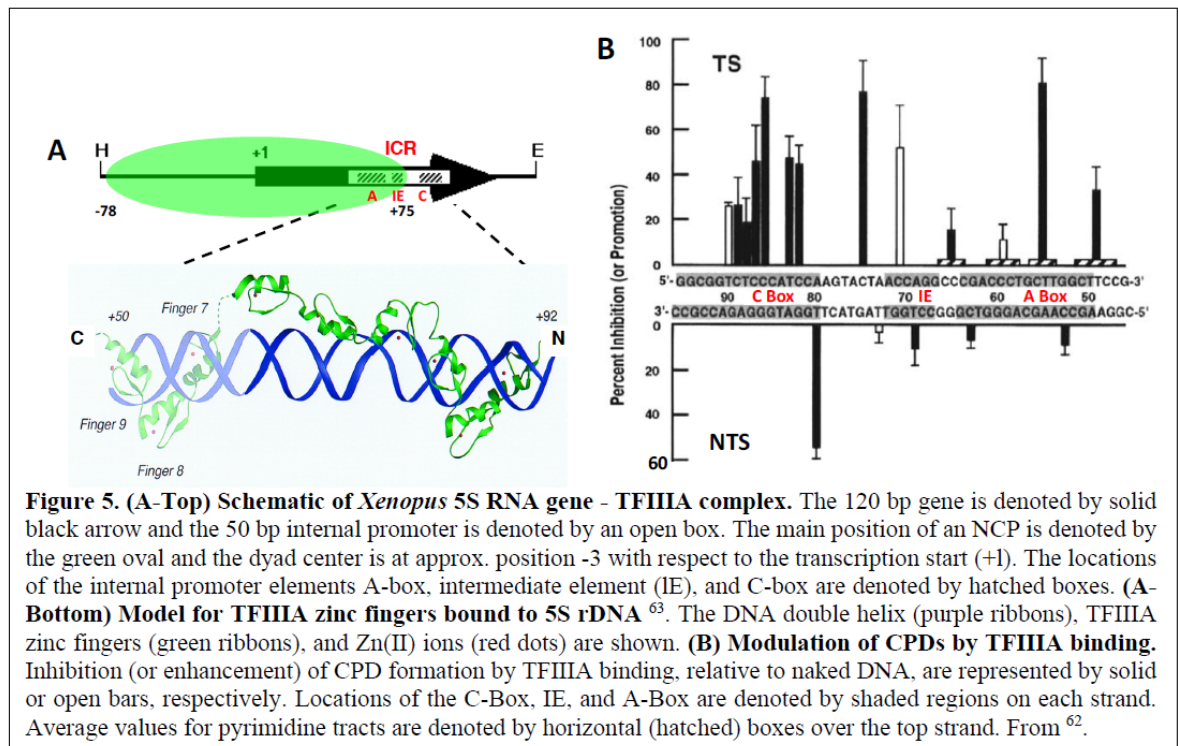 A
H
+1
ICR
E
A IE C
-78
+75
Finger 7
+50
+92
C
N
Finger 9
Finger 8
B
100
80
60
40
20
0
TS
Percent Inhibition (or Promotion)
5'-GGCGGTCTCCCATCCAAGTACTAACCAGGCCCGACCCTGCTTGGCTTCCG-3'
90 C Box 80 70 IE 60 A Box 50
3'-CCGCCAGAGGGTAGGTTCATGATTGGTCCGGGCTGGGACGAACCGAAGGC-5'
0
20
40
60
NTS
Figure 5. (A-Top) Schematic of Xenopus 5S RNA gene - TFIIIA complex. The 120 bp gene is denoted by solid
black arrow and the 50 bp internal promoter is denoted by an open box. The main position of an NCP is denoted by
the green oval and the dyad center is at approx. position -3 with respect to the transcription start (+l). The locations
of the internal promoter elements A-box, intermediate element (lE), and C-box are denoted by hatched boxes. (A-
Bottom) Model for TFIIIA zinc fingers bound to 5S rDNA 63. The DNA double helix (purple ribbons), TFIIIA
zinc fingers (green ribbons), and Zn(II) ions (red dots) are shown. (B) Modulation of CPDs by TFIIIA binding.
Inhibition (or enhancement) of CPD formation by TFIIIA binding, relative to naked DNA, are represented by solid
or open bars, respectively. Locations of the C-Box, IE, and A-Box are denoted by shaded regions on each strand.
Average values for pyrimidine tracts are denoted by horizontal (hatched) boxes over the top strand. From 62.